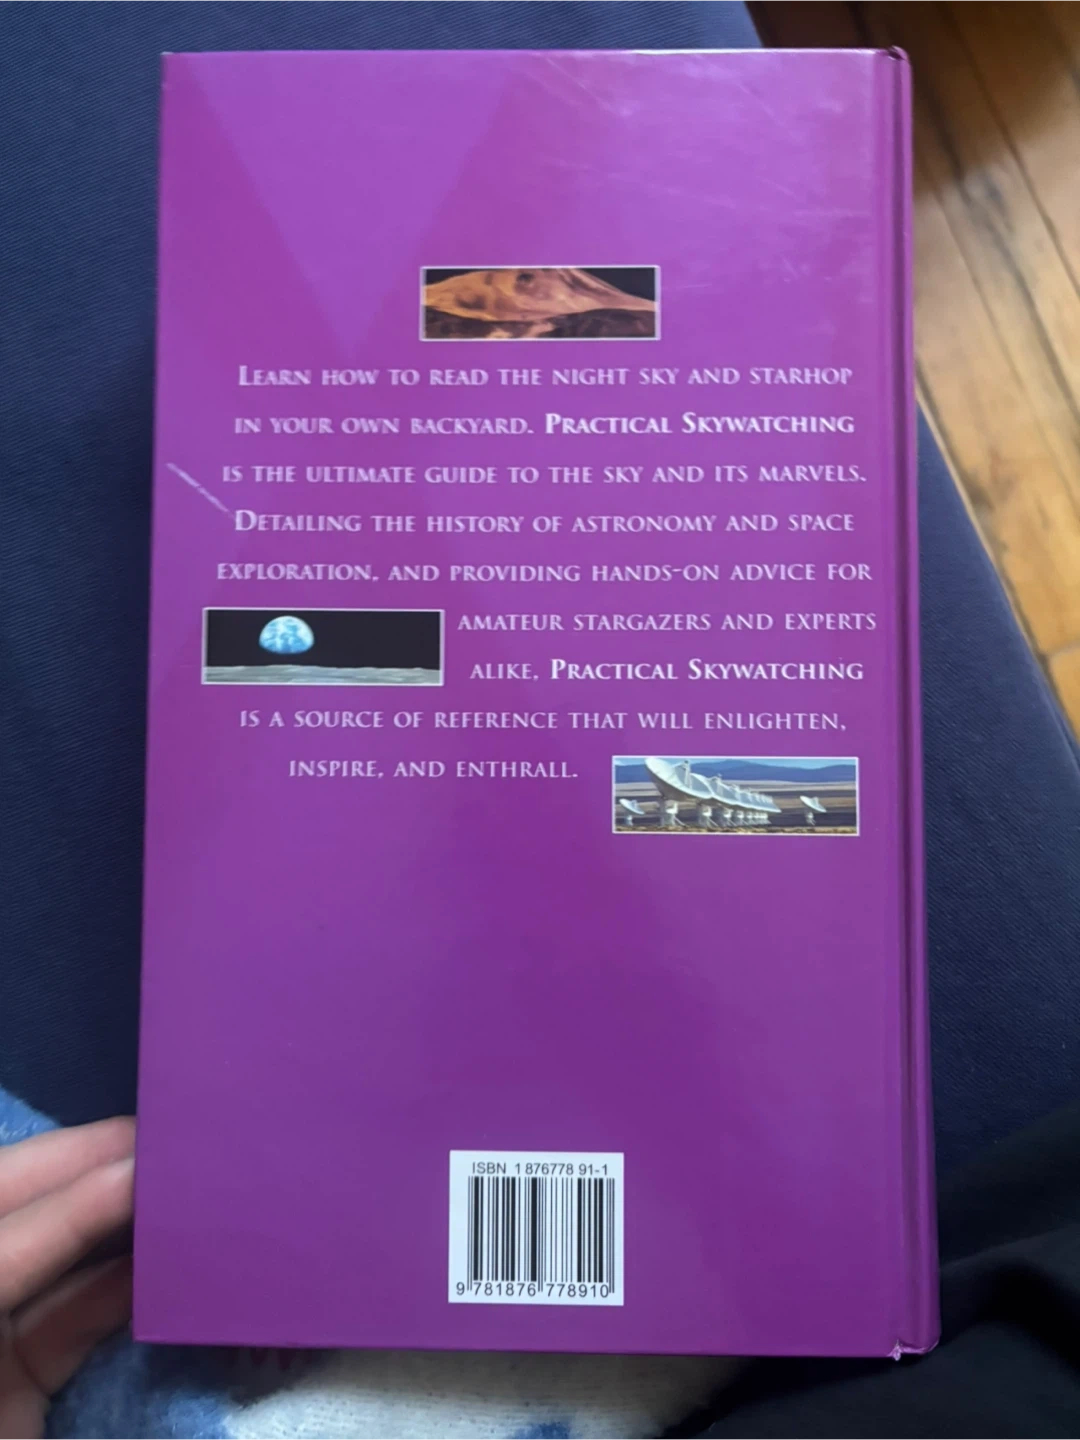 Learn how to read the night sky and starhop
in your own backyard. Practical Skywatching
is the ultimate guide to the sky and its marvels.
Detailing the history of astronomy and space
exploration, and providing hands-on advice for
amateur stargazers and experts
alike, Practical Skywatching
is a source of reference that will enlighten,
inspire, and enthrall.
ISBN 1 876778 91-1
9 781876 778910